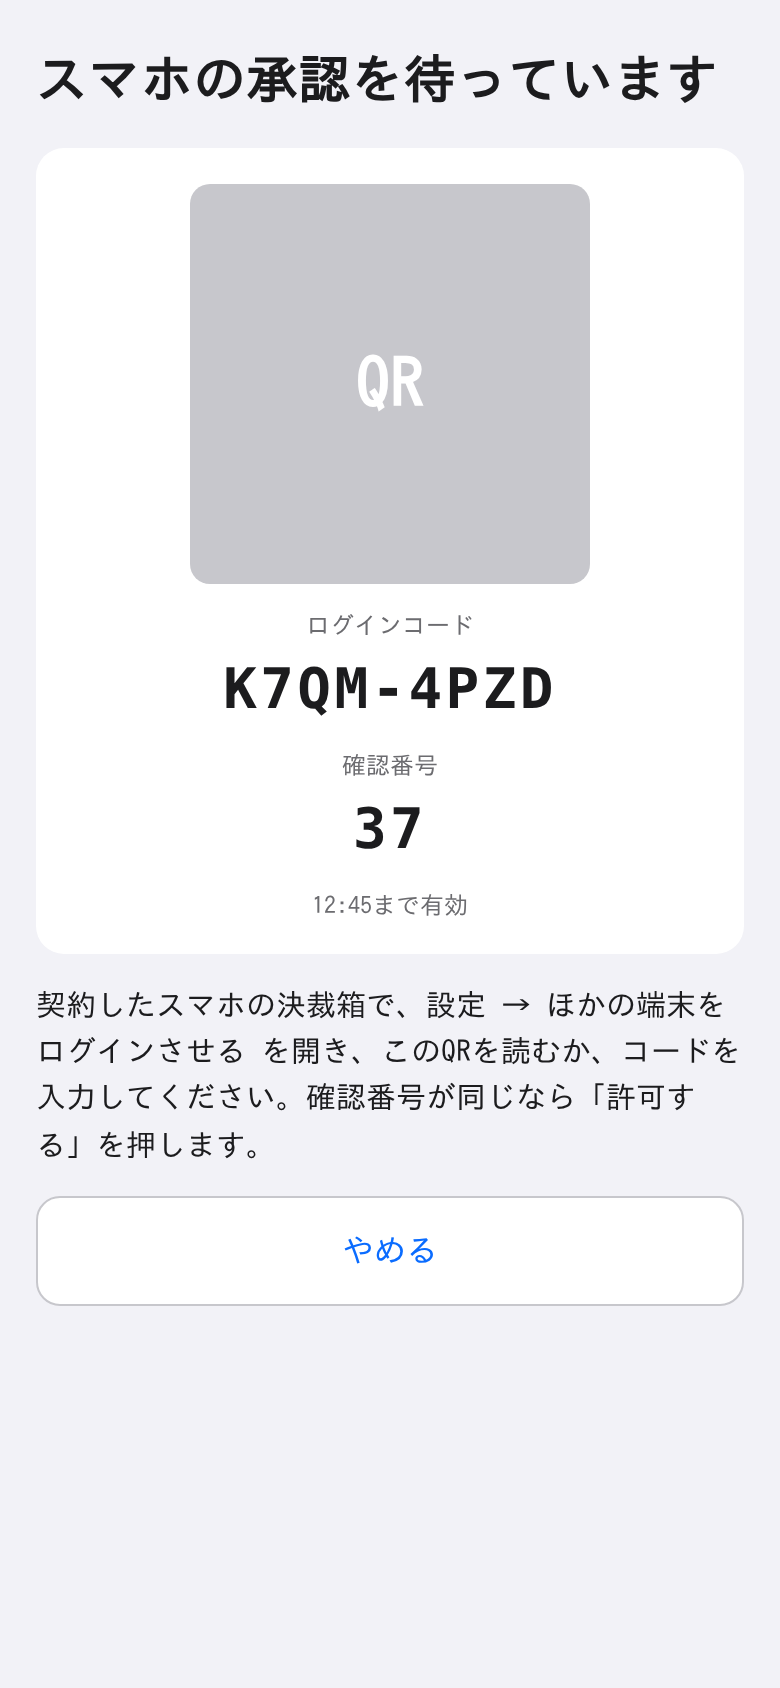 スマホの承認を待っています
QR
ログインコード
K7QM-4PZD
確認番号
37
12:45まで有効
契約したスマホの決裁箱で、設定 → ほかの端末を
ログインさせる を開き、このQRを読むか、コードを
入力してください。確認番号が同じなら「許可す
る」を押します。
やめる